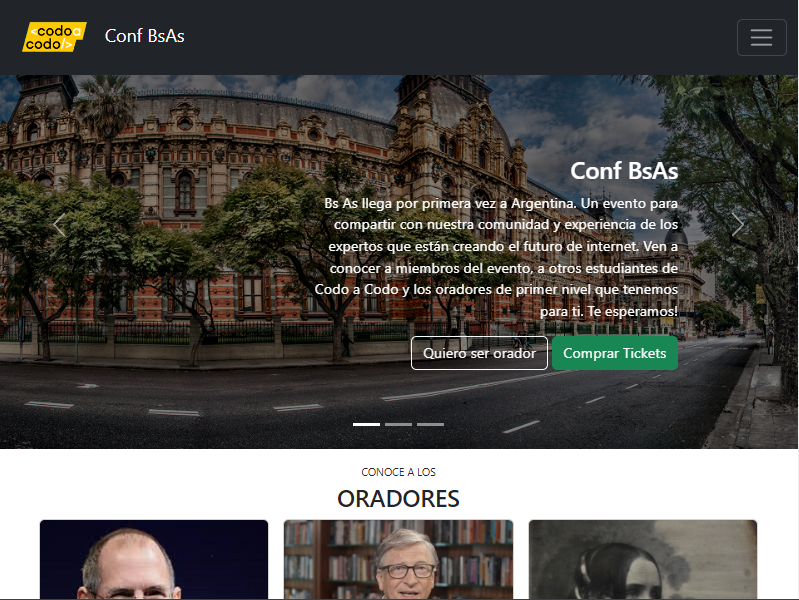 <codo a
codo/>
Conf BsAs
Conf BsAs
Bs As llega por primera vez a Argentina. Un evento para
compartir con nuestra comunidad y experiencia de los
expertos que están creando el futuro de internet. Ven a
conocer a miembros del evento, a otros estudiantes de
Codo a Codo y los oradores de primer nivel que tenemos
para ti. Te esperamos!
Quiero ser orador
Comprar Tickets
CONOCE A LOS
ORADORES